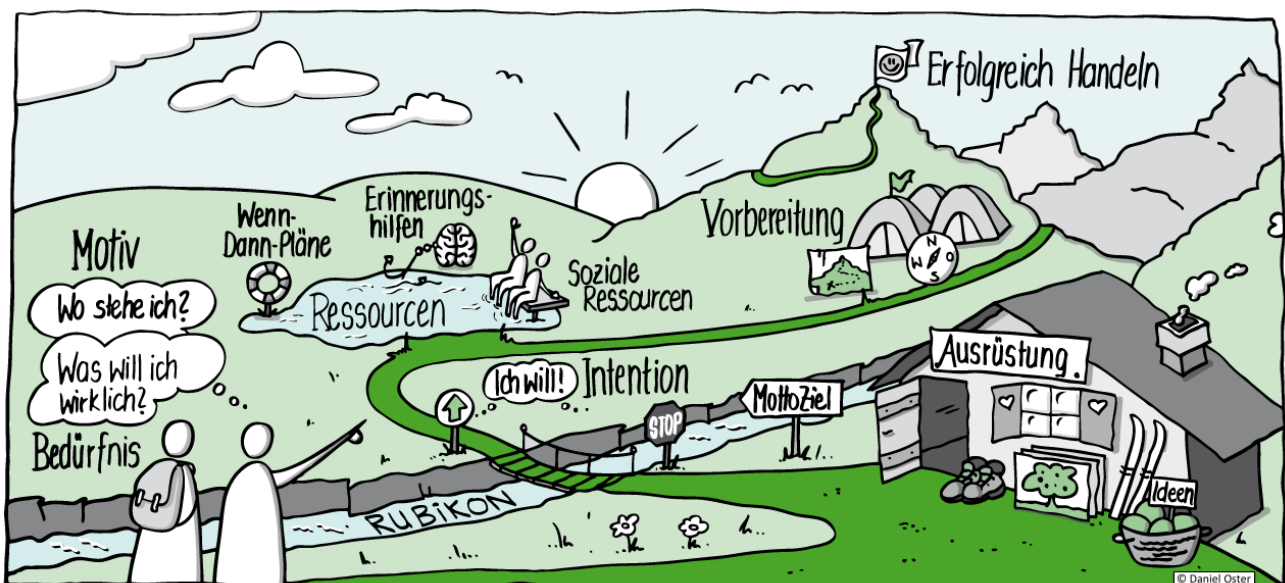 Erfolgreich Handeln
Motiv
Wo stehe ich?
Was will ich
wirklich?
Bedürfnis
Wenn-
Dann-Pläne
Erinnerungs-
hilfen
Ressourcen
Soziale
Ressourcen
Vorbereitung
N
W O
S
Ich will!
Intention
STOP
MottoZiel
RUBIKON
Ausrüstung.
Ideen
© Daniel Oster